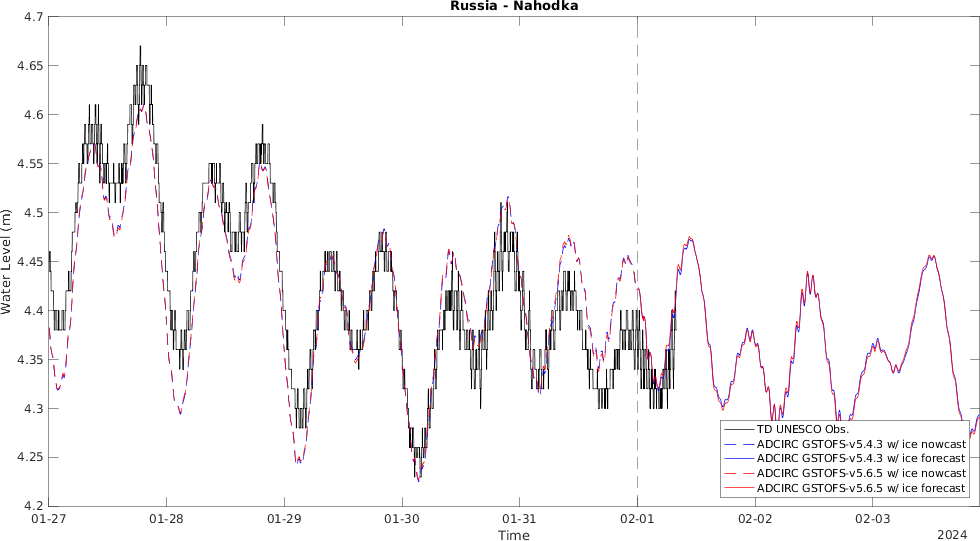 Russia - Nahodka
4.7
4.65
4.6
4.55
4.5
4.45
4.4
4.35
4.3
4.25
4.2
Water Level (m)
01-27 01-28 01-29 01-30 01-31 02-01 02-02 02-03
Time
2024
TD UNESCO Obs.
ADCIRC GSTOFS-v5.4.3 w/ ice nowcast
ADCIRC GSTOFS-v5.4.3 w/ ice forecast
ADCIRC GSTOFS-v5.6.5 w/ ice nowcast
ADCIRC GSTOFS-v5.6.5 w/ ice forecast